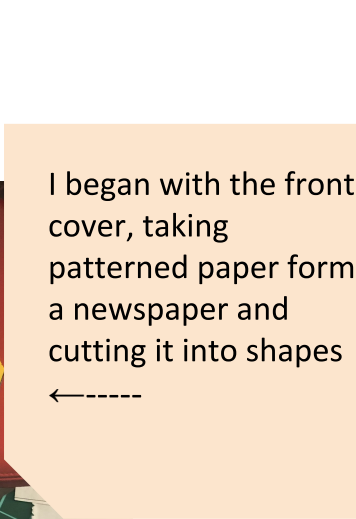 I began with the front
cover, taking
patterned paper form
a newspaper and
cutting it into shapes
←-----